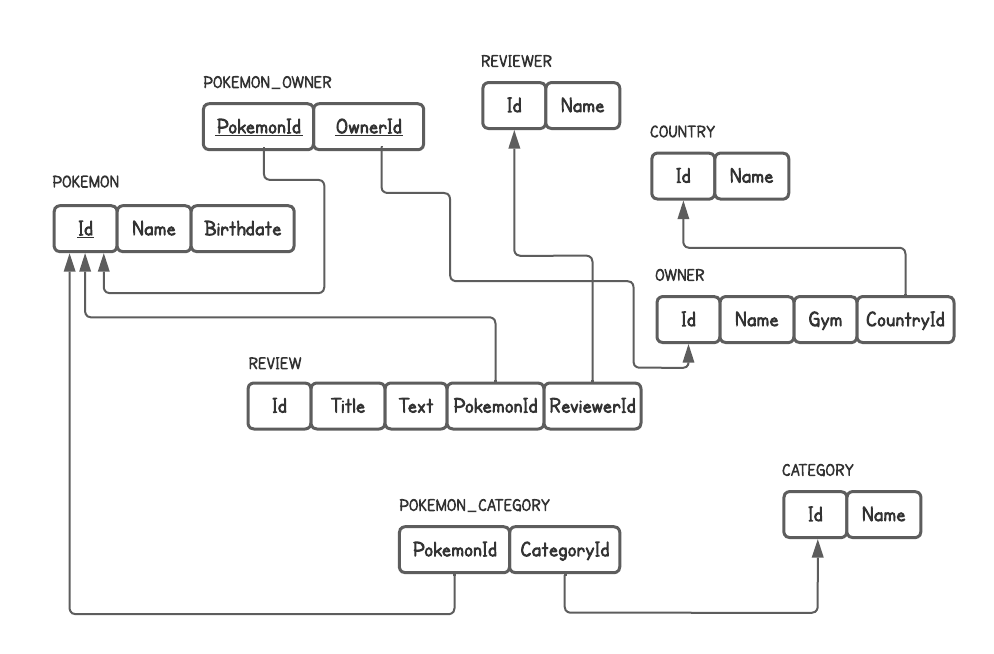 REVIEWER
Id Name
POKEMON_OWNER
PokemonId OwnerId
COUNTRY
Id Name
POKEMON
Id Name Birthdate
OWNER
Id Name Gym CountryId
REVIEW
Id Title Text PokemonId ReviewerId
CATEGORY
Id Name
POKEMON_CATEGORY
PokemonId CategoryId